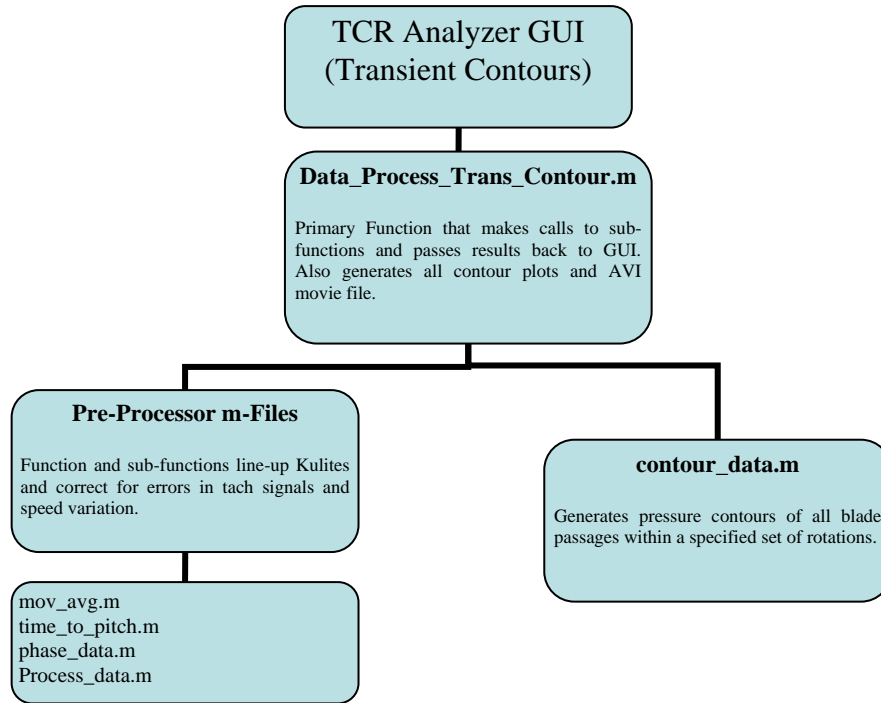 TCR Analyzer GUI
(Transient Contours)
Data_Process_Trans_Contour.m
Primary Function that makes calls to sub-
functions and passes results back to GUI.
Also generates all contour plots and AVI
movie file.
Pre-Processor m-Files
Function and sub-functions line-up Kulites
and correct for errors in tach signals and
speed variation.
contour_data.m
Generates pressure contours of all blade
passages within a specified set of rotations.
mov_avg.m
time_to_pitch.m
phase_data.m
Process_data.m